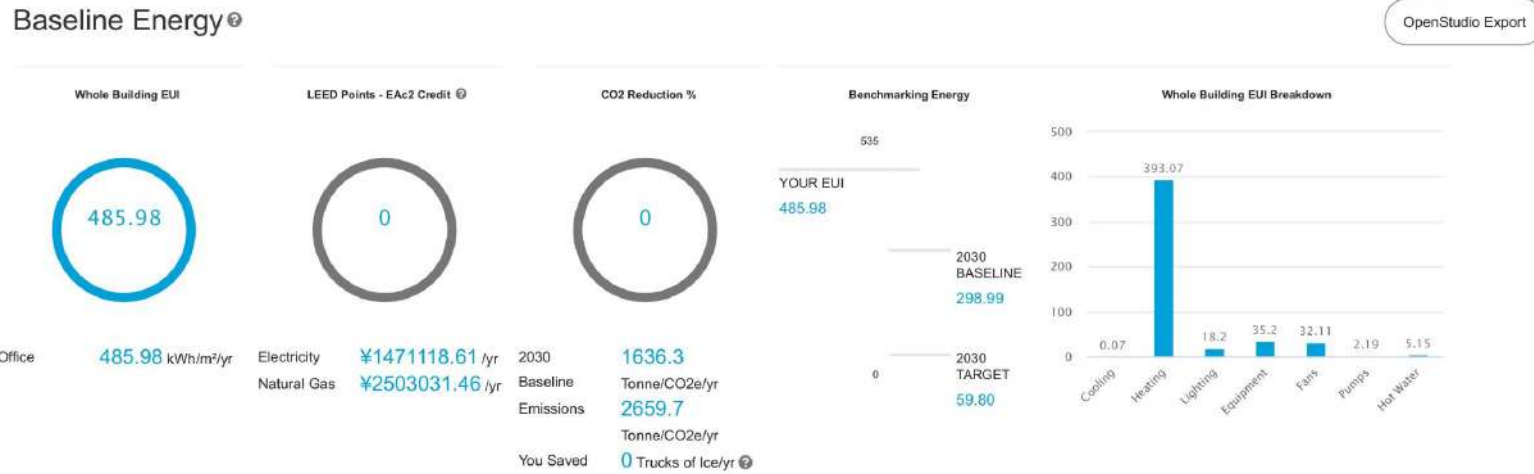 Baseline Energy
OpenStudio Export
Whole Building EUI
485.98
Office 485.98 kWh/m²/yr
LEED Points - EAc2 Credit
0
Electricity ¥1471118.61 /yr
Natural Gas ¥2503031.46 /yr
CO2 Reduction %
0
2030 1636.3
Baseline Tonne/CO2e/yr
Emissions 2659.7
Tonne/CO2e/yr
You Saved 0 Trucks of Ice/yr
Benchmarking Energy
535
YOUR EUI
485.98
2030
BASELINE
298.99
0
2030
TARGET
59.80
Whole Building EUI Breakdown
500
400
300
200
100
0
0.07
393.07
18.2
35.2
32.11
2.19
5.15
Cooling
Heating
Lighting
Equipment
Fans
Pumps
Hot Water